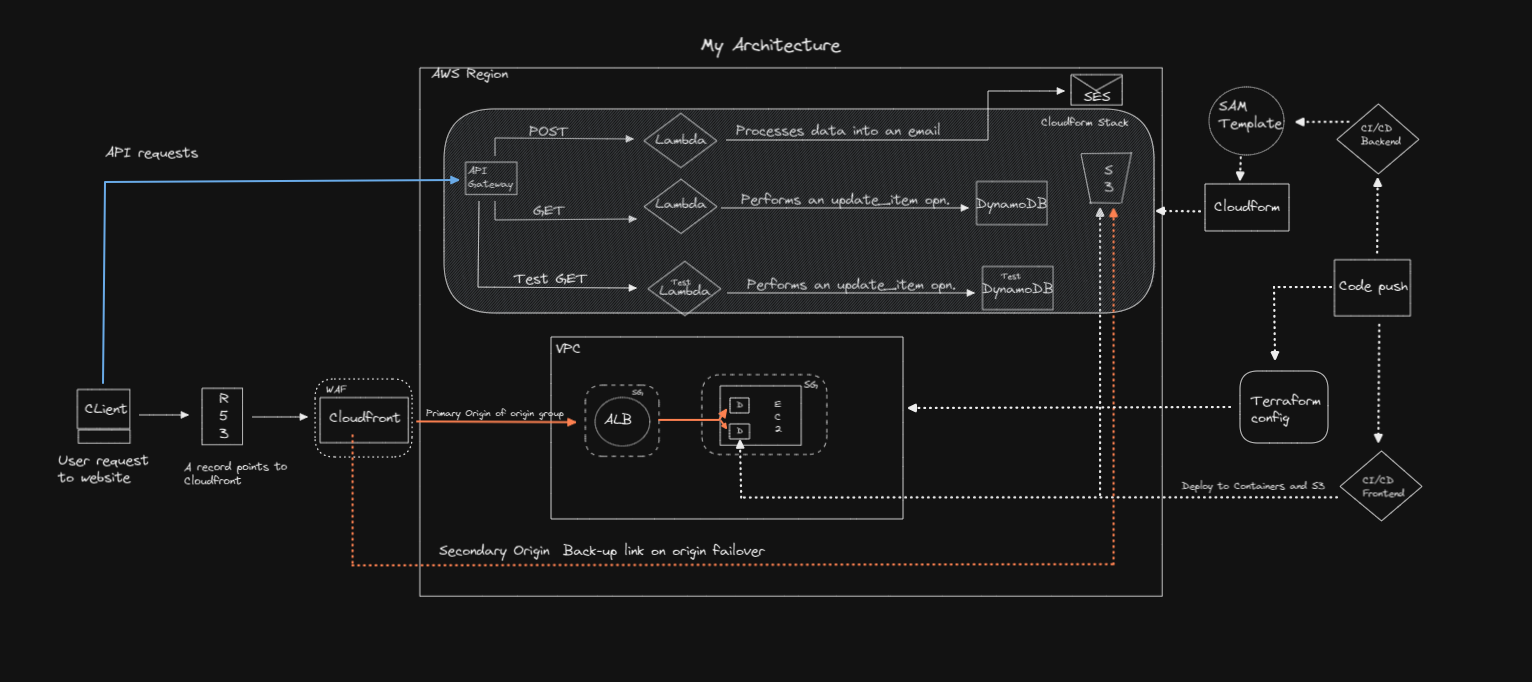 My Architecture
AWS Region
SES
Cloudform Stack
POST
Lambda
Processes data into an email
API
Gateway
GET
Lambda
Performs an update_item opn.
DynamoDB
S
3
Test GET
Test
Lambda
Performs an update_item opn.
Test
DynamoDB
API requests
SAM
Template
CI/CD
Backend
Cloudform
Code push
Terraform
config
CI/CD
Frontend
Deploy to Containers and S3
VPC
SG
ALB
SG
D
D
E
C
2
CLient
User request
to website
R
5
3
A record points to
Cloudfront
WAF
Cloudfront
Primary Origin of origin group
Secondary Origin Back-up link on origin failover